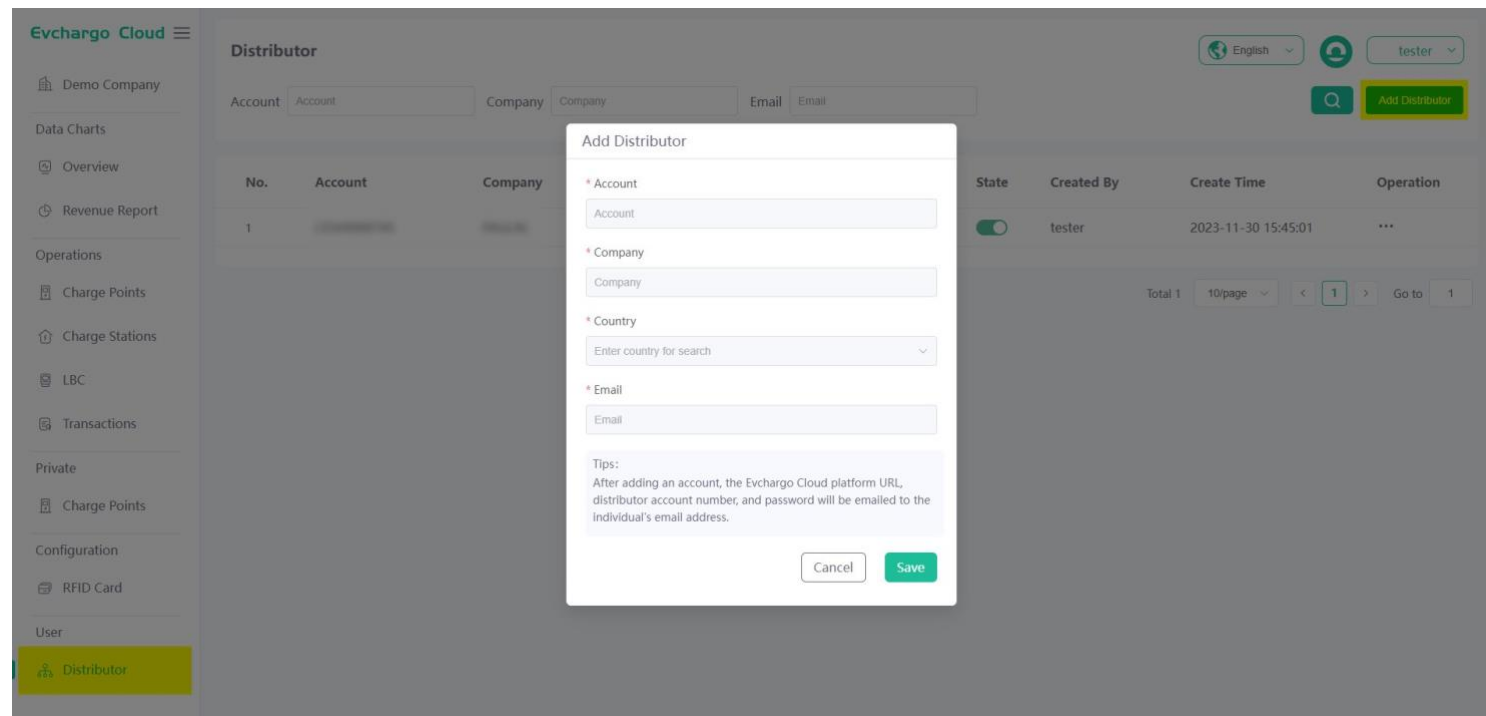 Evchargo Cloud
Demo Company
Data Charts
Overview
Revenue Report
Operations
Charge Points
Charge Stations
LBC
Transactions
Private
Charge Points
Configuration
RFID Card
User
Distributor
Distributor
English
tester
Account Account Company Company Email Email
Add Distributor
No. Account Company State Created By Create Time Operation
1 tester 2023-11-30 15:45:01 ...
Total 1 10/page < 1 > Go to 1
Add Distributor
* Account
Account
* Company
Company
* Country
Enter country for search
* Email
Email
Tips:
After adding an account, the Evchargo Cloud platform URL,
distributor account number, and password will be emailed to the
individual's email address.
Cancel Save